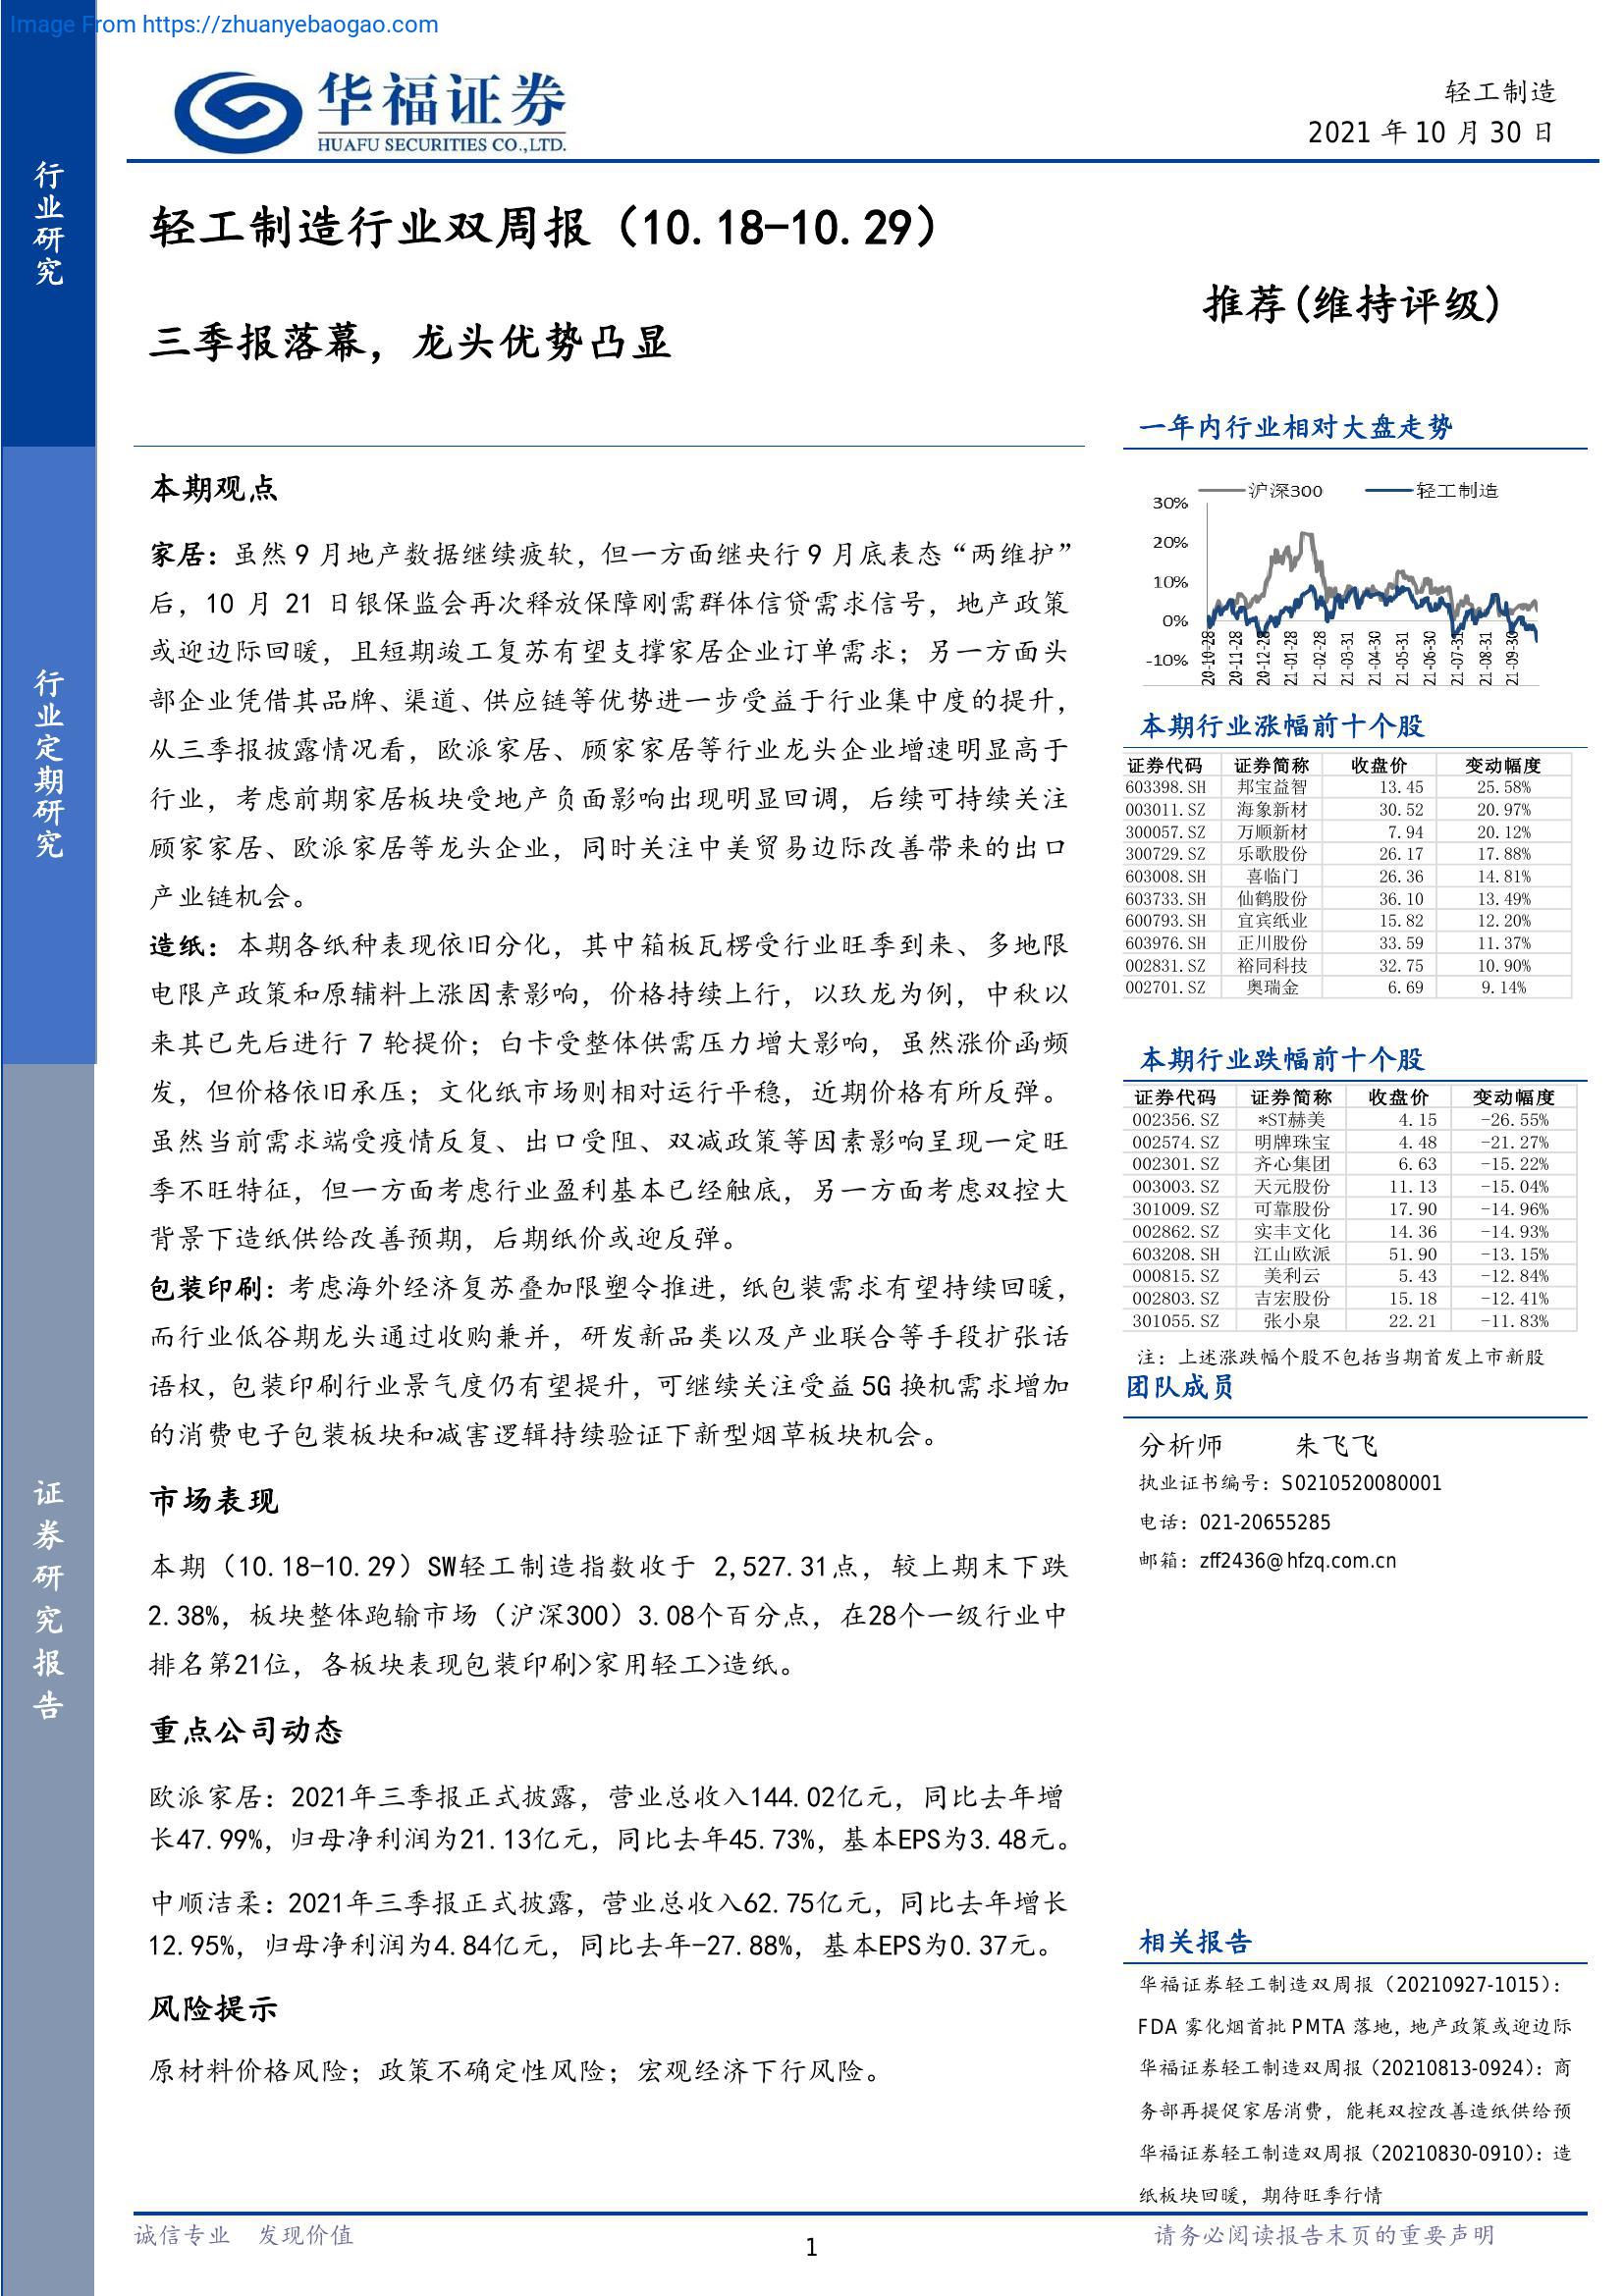 Image From https://zhuanyebaogao.com
行业研究
行业定期研究
证券研究报告
华福证券
HUAFU SECURITIES CO.,LTD.
轻工制造
2021 年 10 月 30 日
轻工制造行业双周报（10.18-10.29）
三季报落幕，龙头优势凸显
本期观点
家居：虽然 9 月地产数据继续疲软，但一方面继央行 9 月底表态“两维护”
后，10 月 21 日银保监会再次释放保障刚需群体信贷需求信号，地产政策
或迎边际回暖，且短期竣工复苏有望支撑家居企业订单需求；另一方面头
部企业凭借其品牌、渠道、供应链等优势进一步受益于行业集中度的提升，
从三季报披露情况看，欧派家居、顾家家居等行业龙头企业增速明显高于
行业，考虑前期家居板块受地产负面影响出现明显回调，后续可持续关注
顾家家居、欧派家居等龙头企业，同时关注中美贸易边际改善带来的出口
产业链机会。
造纸：本期各纸种表现依旧分化，其中箱板瓦楞受行业旺季到来、多地限
电限产政策和原辅料上涨因素影响，价格持续上行，以玖龙为例，中秋以
来其已先后进行 7 轮提价；白卡受整体供需压力增大影响，虽然涨价函频
发，但价格依旧承压；文化纸市场则相对运行平稳，近期价格有所反弹。
虽然当前需求端受疫情反复、出口受阻、双减政策等因素影响呈现一定旺
季不旺特征，但一方面考虑行业盈利基本已经触底，另一方面考虑双控大
背景下造纸供给改善预期，后期纸价或迎反弹。
包装印刷：考虑海外经济复苏叠加限塑令推进，纸包装需求有望持续回暖，
而行业低谷期龙头通过收购兼并，研发新品类以及产业联合等手段扩张话
语权，包装印刷行业景气度仍有望提升，可继续关注受益 5G 换机需求增加
的消费电子包装板块和减害逻辑持续验证下新型烟草板块机会。
市场表现
本期（10.18-10.29）SW轻工制造指数收于 2,527.31点，较上期末下跌
2.38%，板块整体跑输市场（沪深300）3.08个百分点，在28个一级行业中
排名第21位，各板块表现包装印刷>家用轻工>造纸。
重点公司动态
欧派家居：2021年三季报正式披露，营业总收入144.02亿元，同比去年增
长47.99%，归母净利润为21.13亿元，同比去年45.73%，基本EPS为3.48元。
中顺洁柔：2021年三季报正式披露，营业总收入62.75亿元，同比去年增长
12.95%，归母净利润为4.84亿元，同比去年-27.88%，基本EPS为0.37元。
风险提示
原材料价格风险；政策不确定性风险；宏观经济下行风险。
推荐(维持评级)
一年内行业相对大盘走势
沪深300 轻工制造
30%
20%
10%
0%
-10%
20-10-28 20-11-28 20-12-28 21-01-28 21-02-28 21-03-31 21-04-30 21-05-31 21-06-30 21-07-31 21-08-31 21-09-30
本期行业涨幅前十个股
证券代码 证券简称 收盘价 变动幅度
603398.SH 邦宝益智 13.45 25.58%
003011.SZ 海象新材 30.52 20.97%
300057.SZ 万顺新材 7.94 20.12%
300729.SZ 乐歌股份 26.17 17.88%
603008.SH 喜临门 26.36 14.81%
603733.SH 仙鹤股份 36.10 13.49%
600793.SH 宜宾纸业 15.82 12.20%
603976.SH 正川股份 33.59 11.37%
002831.SZ 裕同科技 32.75 10.90%
002701.SZ 奥瑞金 6.69 9.14%
本期行业跌幅前十个股
证券代码 证券简称 收盘价 变动幅度
002356.SZ *ST赫美 4.15 -26.55%
002574.SZ 明牌珠宝 4.48 -21.27%
002301.SZ 齐心集团 6.63 -15.22%
003003.SZ 天元股份 11.13 -15.04%
301009.SZ 可靠股份 17.90 -14.96%
002862.SZ 实丰文化 14.36 -14.93%
603208.SH 江山欧派 51.90 -13.15%
000815.SZ 美利云 5.43 -12.84%
002803.SZ 吉宏股份 15.18 -12.41%
301055.SZ 张小泉 22.21 -11.83%
注：上述涨跌幅个股不包括当期首发上市新股
团队成员
分析师 朱飞飞
执业证书编号：S0210520080001
电话：021-20655285
邮箱：zff2436@hfzq.com.cn
相关报告
华福证券轻工制造双周报（20210927-1015）：
FDA 雾化烟首批 PMTA 落地，地产政策或迎边际
华福证券轻工制造双周报（20210813-0924）：商
务部再提促家居消费，能耗双控改善造纸供给预
华福证券轻工制造双周报（20210830-0910）：造
纸板块回暖，期待旺季行情
诚信专业 发现价值
1
请务必阅读报告末页的重要声明